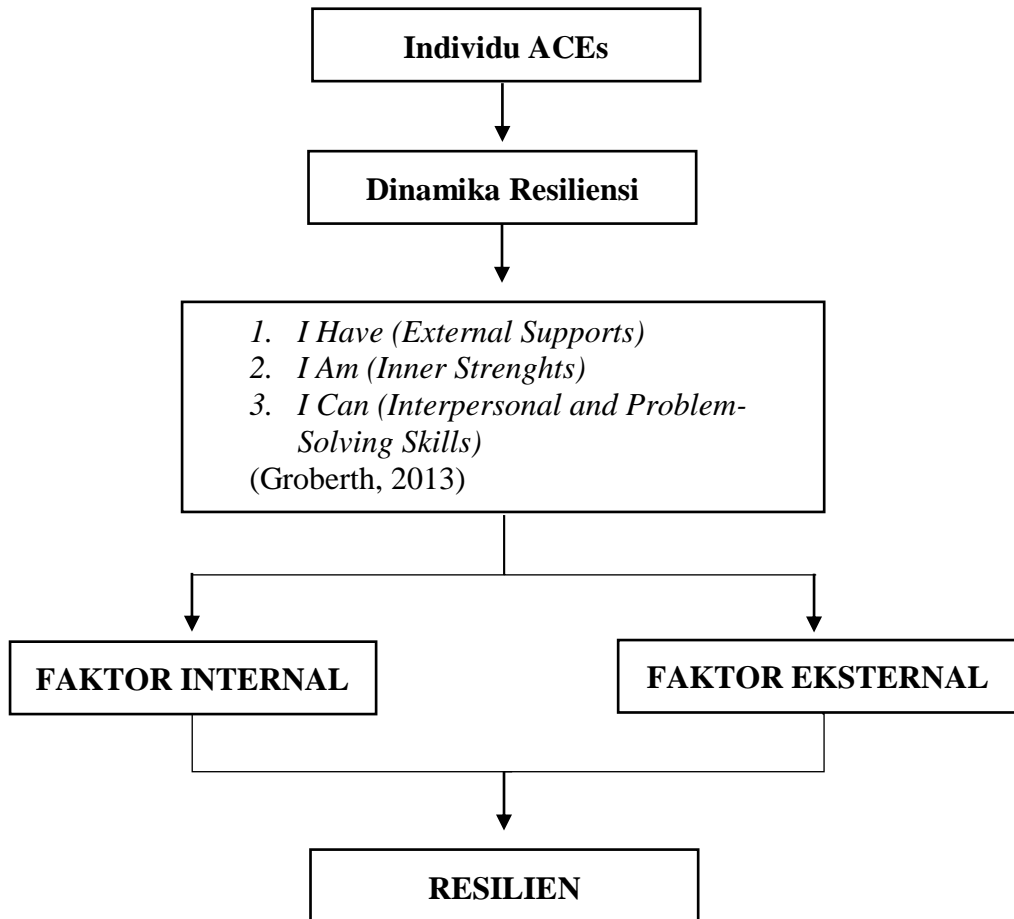 Individu ACEs
Dinamika Resiliensi
1. I Have (External Supports)
2. I Am (Inner Strenghts)
3. I Can (Interpersonal and Problem-
Solving Skills)
(Groberth, 2013)
FAKTOR INTERNAL
FAKTOR EKSTERNAL
RESILIEN